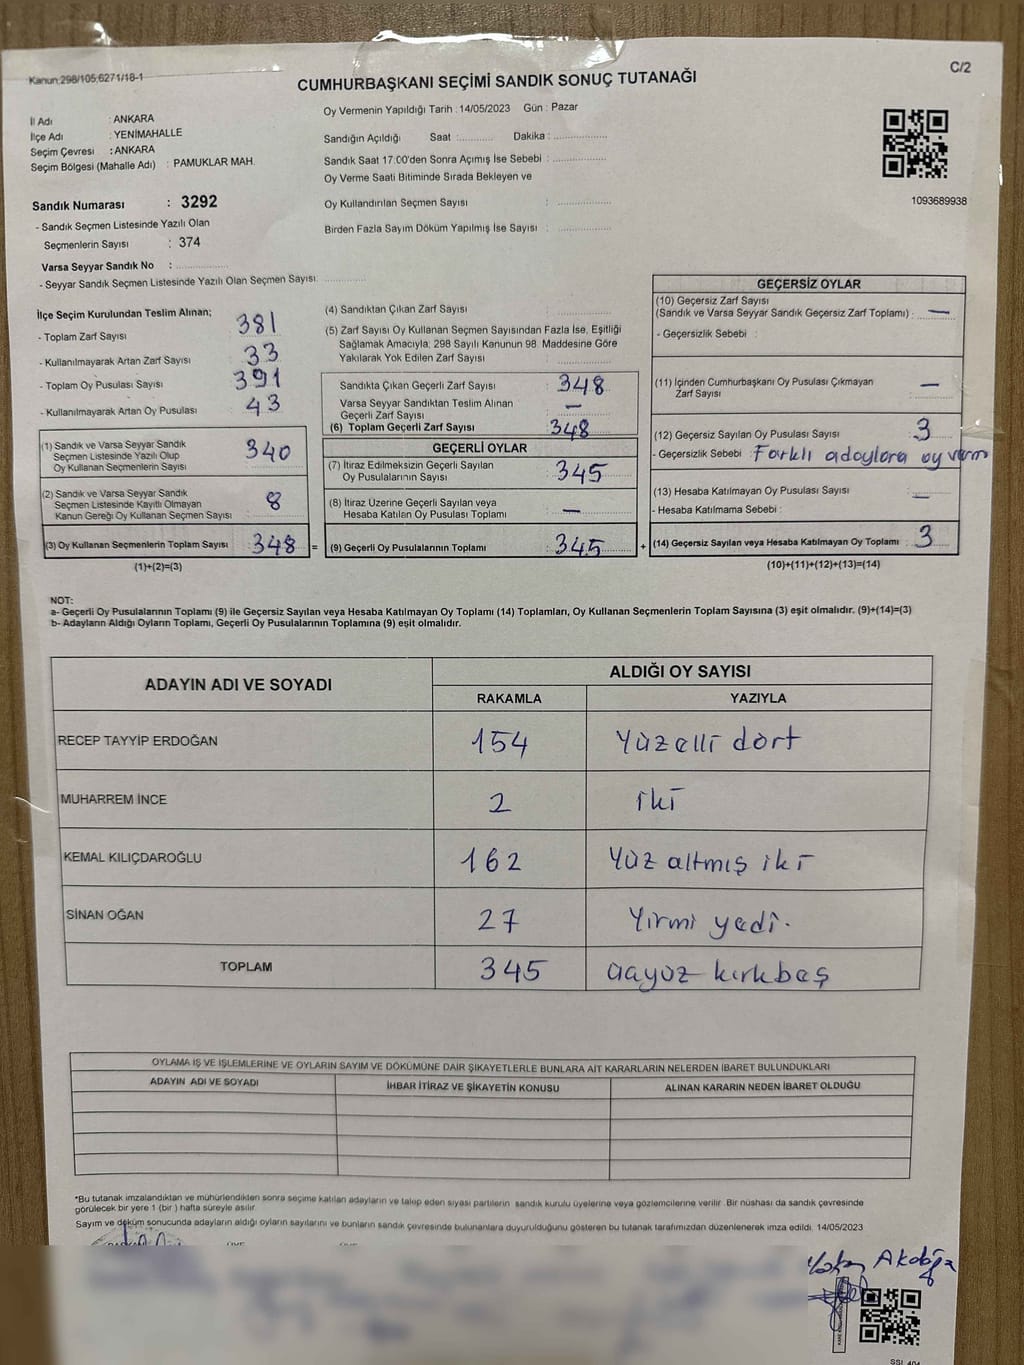 Kanun:298/105,6271/18-1
CUMHURBAŞKANI SEÇİMİ SANDIK SONUÇ TUTANAĞI
C/2
İl Adı : ANKARA
İlçe Adı : YENİMAHALLE
Seçim Çevresi : ANKARA
Seçim Bölgesi (Mahalle Adı) : PAMUKLAR MAH.
Sandık Numarası : 3292
- Sandık Seçmen Listesinde Yazılı Olan
Seçmenlerin Sayısı : 374
Varsa Seyyar Sandık No :
- Seyyar Sandık Seçmen Listesinde Yazılı Olan Seçmen Sayısı:
Oy Vermenin Yapıldığı Tarih : 14/05/2023 Gün : Pazar
Sandığın Açıldığı Saat : Dakika :
Sandık Saat 17:00'den Sonra Açımış İse Sebebi :
Oy Verme Saati Bitiminde Sırada Bekleyen ve
Oy Kullandırılan Seçmen Sayısı :
Birden Fazla Sayım Döküm Yapılmış İse Sayısı :
1093689938
İlçe Seçim Kurulundan Teslim Alınan;
- Toplam Zarf Sayısı : 381
- Kullanılmayarak Artan Zarf Sayısı : 33
- Toplam Oy Pusulası Sayısı : 391
- Kullanılmayarak Artan Oy Pusulası : 43
(1) Sandık ve Varsa Seyyar Sandık
Seçmen Listesinde Yazılı Olup
Oy Kullanan Seçmenlerin Sayısı : 340
(2) Sandık ve Varsa Seyyar Sandık
Seçmen Listesinde Kayıtlı Olmayan
Kanun Gereği Oy Kullanan Seçmen Sayısı : 8
(3) Oy Kullanan Seçmenlerin Toplam Sayısı : 348 =
(1)+(2)=(3)
(4) Sandıktan Çıkan Zarf Sayısı :
(5) Zarf Sayısı Oy Kullanan Seçmen Sayısından Fazla İse, Eşitliği
Sağlamak Amacıyla; 298 Sayılı Kanunun 98. Maddesine Göre
Yakılarak Yok Edilen Zarf Sayısı :
Sandıkta Çıkan Geçerli Zarf Sayısı : 348
Varsa Seyyar Sandıktan Teslim Alınan
Geçerli Zarf Sayısı : —
(6) Toplam Geçerli Zarf Sayısı : 348
GEÇERLİ OYLAR
(7) İtiraz Edilmeksizin Geçerli Sayılan
Oy Pusulalarının Sayısı : 345
(8) İtiraz Üzerine Geçerli Sayılan veya
Hesaba Katılan Oy Pusulası Toplamı : —
(9) Geçerli Oy Pusulalarının Toplamı : 345 +
GEÇERSİZ OYLAR
(10) Geçersiz Zarf Sayısı
(Sandık ve Varsa Seyyar Sandık Geçersiz Zarf Toplamı) : —
- Geçersizlik Sebebi :
(11) İçinden Cumhurbaşkanı Oy Pusulası Çıkmayan
Zarf Sayısı : —
(12) Geçersiz Sayılan Oy Pusulası Sayısı : 3
- Geçersizlik Sebebi : Farklı adaylara oy
(13) Hesaba Katılmayan Oy Pusulası Sayısı : —
- Hesaba Katılmama Sebebi :
(14) Geçersiz Sayılan veya Hesaba Katılmayan Oy Toplamı : 3
(10)+(11)+(12)+(13)=(14)
NOT:
a- Geçerli Oy Pusulalarının Toplamı (9) ile Geçersiz Sayılan veya Hesaba Katılmayan Oy Toplamı (14) Toplamları, Oy Kullanan Seçmenlerin Toplam Sayısına (3) eşit olmalıdır. (9)+(14)=(3)
b- Adayların Aldığı Oyların Toplamı, Geçerli Oy Pusulalarının Toplamına (9) eşit olmalıdır.
ADAYIN ADI VE SOYADI
ALDIĞI OY SAYISI
RAKAMLA YAZIYLA
RECEP TAYYİP ERDOĞAN 154 Yüzelli dört
MUHARREM İNCE 2 iki
KEMAL KILIÇDAROĞLU 162 Yüz altmış iki
SİNAN OĞAN 27 Yirmi yedi.
TOPLAM 345 kırkbeş
OYLAMA İŞ VE İŞLEMLERİNE VE OYLARIN SAYIM VE DÖKÜMÜNE DAİR ŞİKAYETLERLE BUNLARA AİT KARARLARIN NELERDEN İBARET BULUNDUKLARI
ADAYIN ADI VE SOYADI İHBAR İTİRAZ VE ŞİKAYETİN KONUSU ALINAN KARARIN NEDEN İBARET OLDUĞU
*Bu tutanak imzalandıktan ve mühürlendikten sonra seçime katılan adayların ve talep eden siyasi partilerin sandık kurulu üyelerine veya gözlemcilerine verilir. Bir nüshası da sandık çevresinde
görülecek bir yere 1 (bir ) hafta süreyle asılır.
Sayım ve döküm sonucunda adayların aldığı oyların sayılarını ve bunların sandık çevresinde bulunanlara duyurulduğunu gösteren bu tutanak tarafımızdan düzenlenerek imza edildi. 14/05/2023